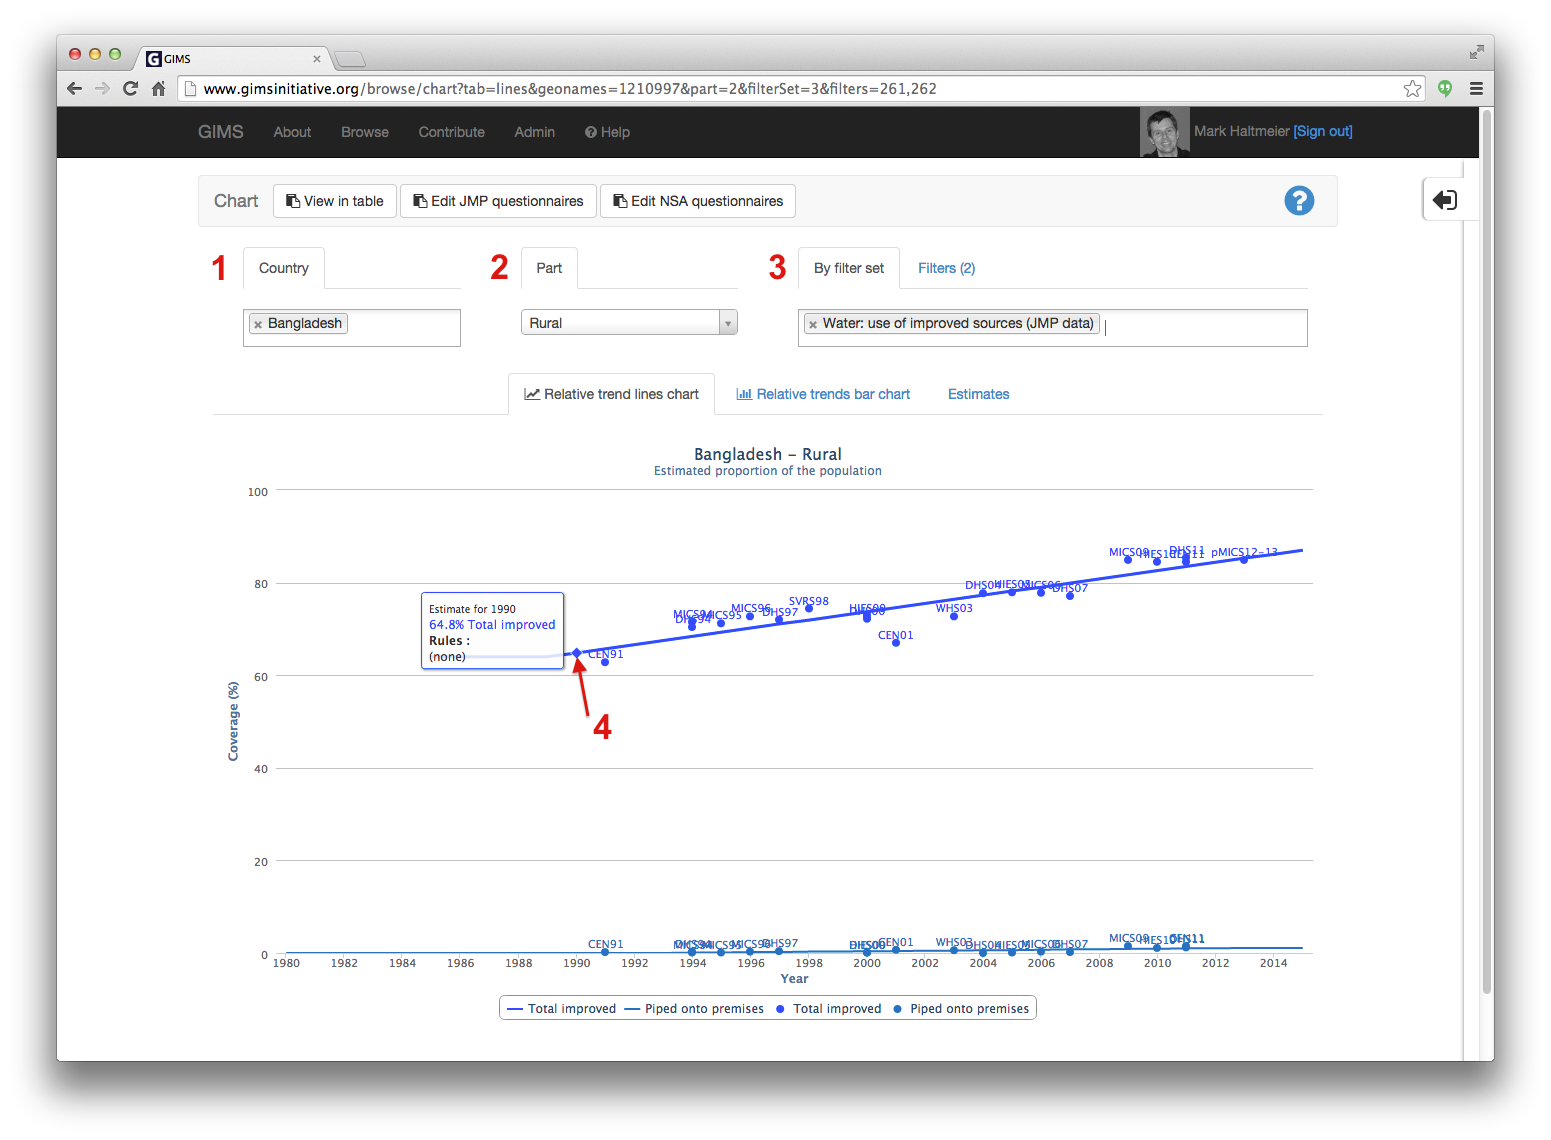 GIMS
www.gimsinitiative.org/browse/chart?tab=lines&geonames=1210997&part=2&filterSet=3&filters=261,262
GIMS About Browse Contribute Admin Help Mark Haltmeier [Sign out]
Chart View in table Edit JMP questionnaires Edit NSA questionnaires ?
1 Country 2 Part 3 By filter set Filters (2)
× Bangladesh Rural × Water: use of improved sources (JMP data)
Relative trend lines chart Relative trends bar chart Estimates
Bangladesh – Rural
Estimated proportion of the population
100
80
60
40
20
0
Coverage (%)
Estimate for 1990
64.8% Total improved
Rules :
(none)
4
CEN91
MICS94
DHS94
MICS95
MICS96
DHS97
SVRS98
HIES00
CEN01
WHS03
DHS04
HIES05
MICS06
DHS07
MICS09
HIES10
DHS11
CEN11
pMICS12-13
CEN91
DHS94
MICS95
MICS96
DHS97
CEN01
WHS03
DHS04
HIES05
MICS06
DHS07
MICS09
HIES10
1980 1982 1984 1986 1988 1990 1992 1994 1996 1998 2000 2002 2004 2006 2008 2010 2012 2014
Year
Total improved Piped onto premises Total improved Piped onto premises